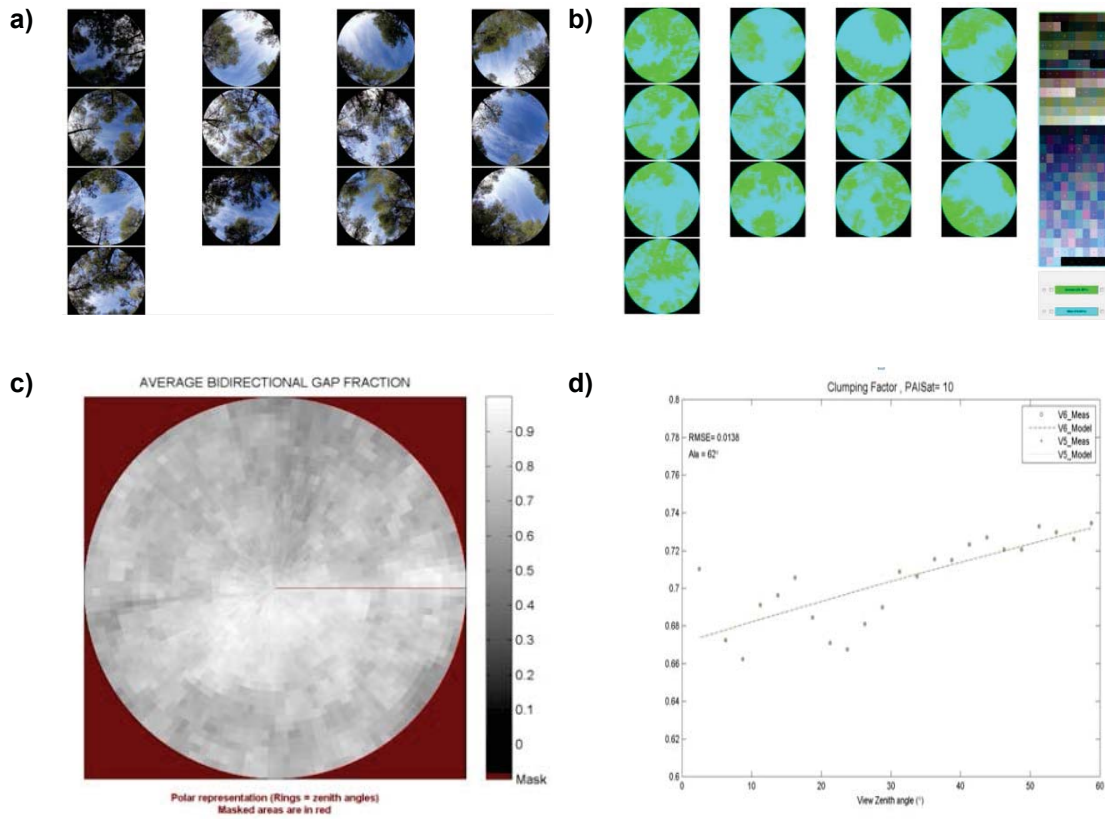 a)
b)
c)
AVERAGE BIDIRECTIONAL GAP FRACTION
0.9
0.8
0.7
0.6
0.5
0.4
0.3
0.2
0.1
0
Mask
Polar representation (Rings = zenith angles)
Masked areas are in red
d)
Clumping Factor , PAISat= 10
0.8
0.78
0.76
0.74
0.72
0.7
0.68
0.66
0.64
0.62
0.6
RMSE= 0.0138
Ala = 62°
V6_Meas
V6_Model
V5_Meas
V5_Model
0
10
20
30
40
50
60
View Zenith angle (°)